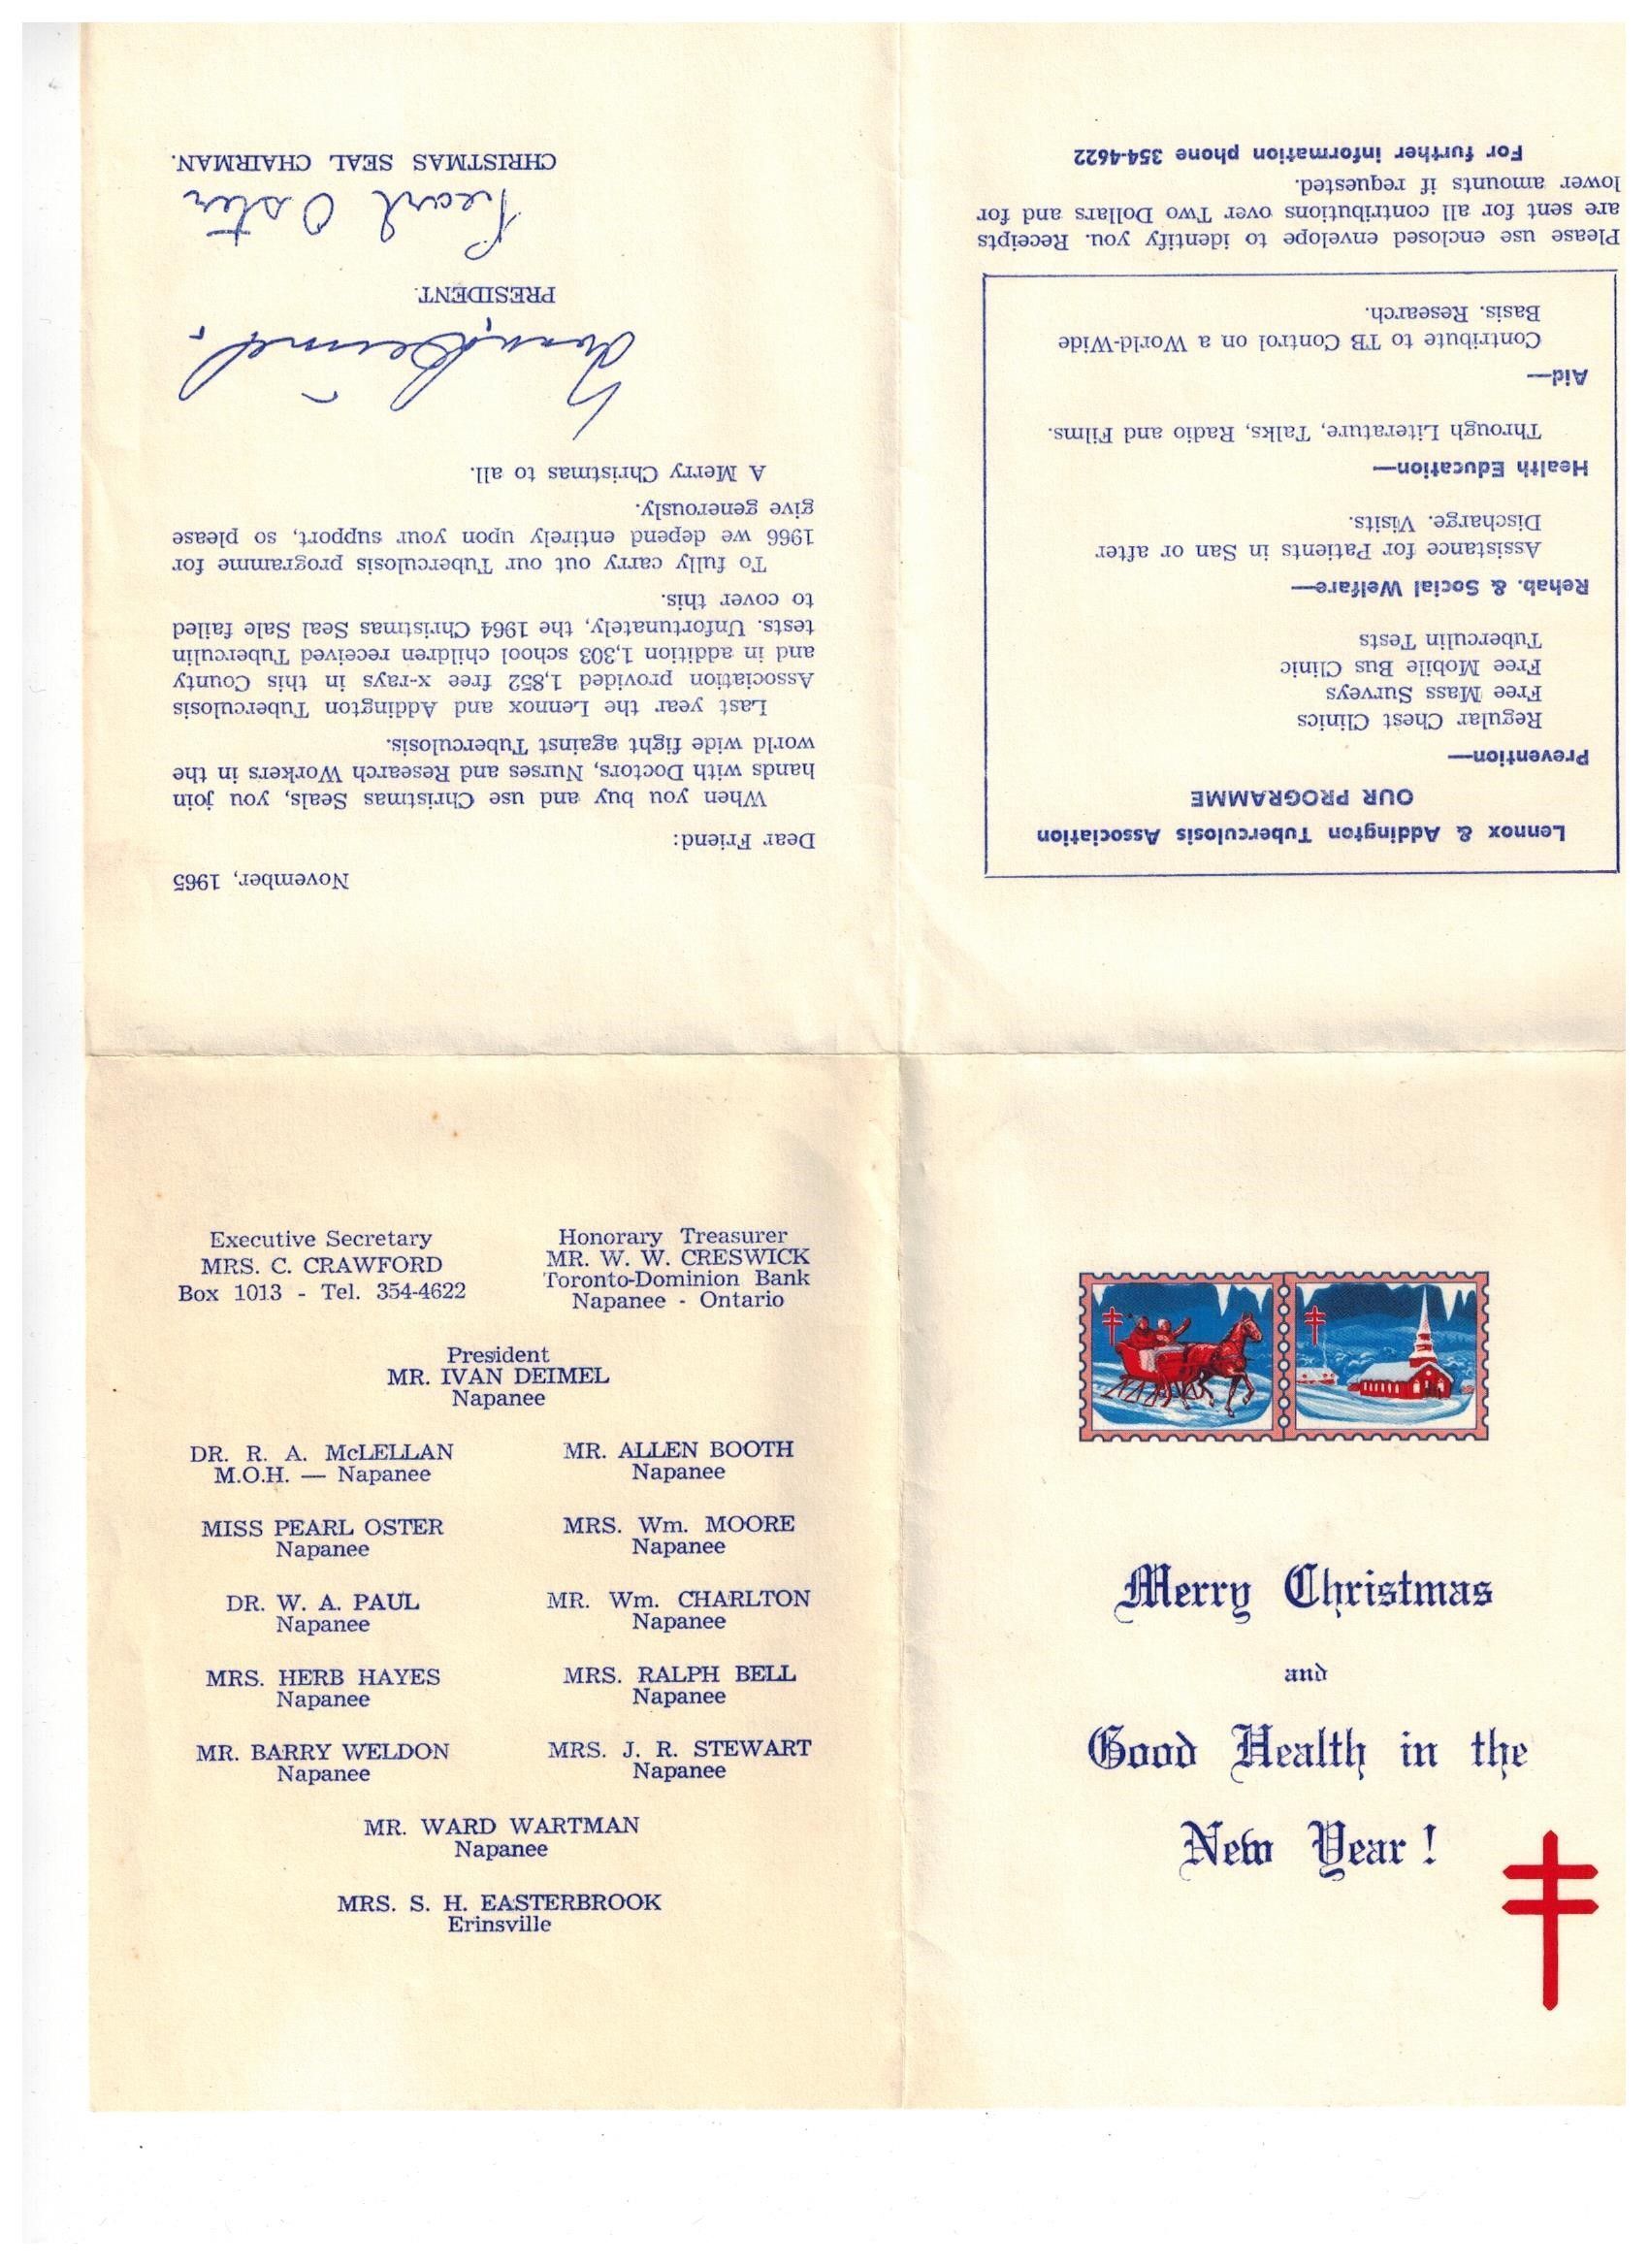 Merry Christmas
and
Good Health in the
New Year!
Lennox & Addington Tuberculosis Association
OUR PROGRAMME
Prevention—
Regular Chest Clinics
Free Mass Surveys
Free Mobile Bus Clinic
Tuberculin Tests
Rehab. & Social Welfare—
Assistance for Patients in San or after
Discharge. Visits.
Health Education—
Through Literature, Talks, Radio and Films.
Aid—
Contribute to TB Control on a World-Wide
Basis. Research.
Please use enclosed envelope to identify you. Receipts
are sent for all contributions over Two Dollars and for
lower amounts if requested.
For further information phone 354-4622
November, 1965
Dear Friend:
When you buy and use Christmas Seals, you join
hands with Doctors, Nurses and Research Workers in the
world wide fight against Tuberculosis.
Last year the Lennox and Addington Tuberculosis
Association provided 1,852 free x-rays in this County
and in addition 1,303 school children received Tuberculin
tests. Unfortunately, the 1964 Christmas Seal Sale failed
to cover this.
To fully carry out our Tuberculosis programme for
1966 we depend entirely upon your support, so please
give generously.
A Merry Christmas to all.
Ivan Deimel
PRESIDENT.
Pearl Oster
CHRISTMAS SEAL CHAIRMAN.
Executive Secretary
MRS. C. CRAWFORD
Box 1013 - Tel. 354-4622
Honorary Treasurer
MR. W. W. CRESWICK
Toronto-Dominion Bank
Napanee - Ontario
President
MR. IVAN DEIMEL
Napanee
DR. R. A. McLELLAN
M.O.H. — Napanee
MR. ALLEN BOOTH
Napanee
MISS PEARL OSTER
Napanee
MRS. Wm. MOORE
Napanee
DR. W. A. PAUL
Napanee
MR. Wm. CHARLTON
Napanee
MRS. HERB HAYES
Napanee
MRS. RALPH BELL
Napanee
MR. BARRY WELDON
Napanee
MRS. J. R. STEWART
Napanee
MR. WARD WARTMAN
Napanee
MRS. S. H. EASTERBROOK
Erinsville